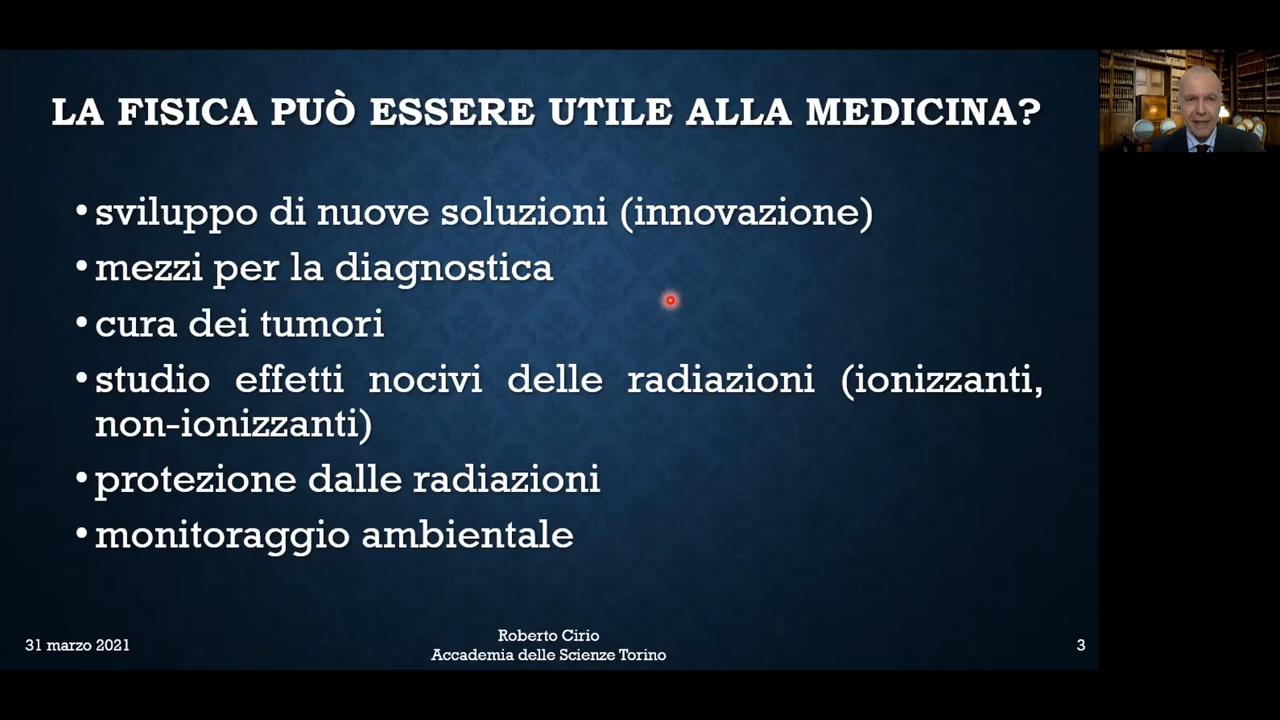 LA FISICA PUÒ ESSERE UTILE ALLA MEDICINA?
• sviluppo di nuove soluzioni (innovazione)
• mezzi per la diagnostica
• cura dei tumori
• studio effetti nocivi delle radiazioni (ionizzanti,
non-ionizzanti)
• protezione dalle radiazioni
• monitoraggio ambientale
31 marzo 2021
Roberto Cirio
Accademia delle Scienze Torino
3